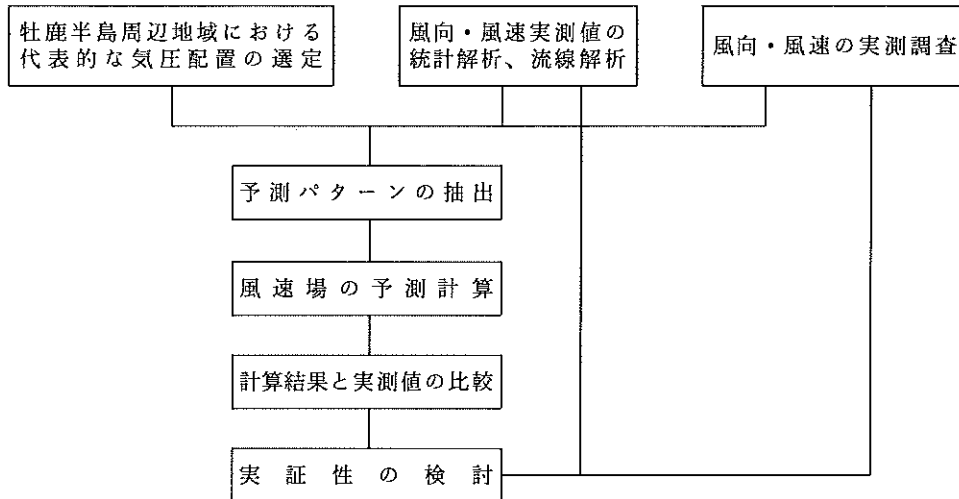 牡鹿半島周辺地域における
代表的な気圧配置の選定
風向・風速実測値の
統計解析、流線解析
風向・風速の実測調査
予測パターンの抽出
風速場の予測計算
計算結果と実測値の比較
実証性の検討